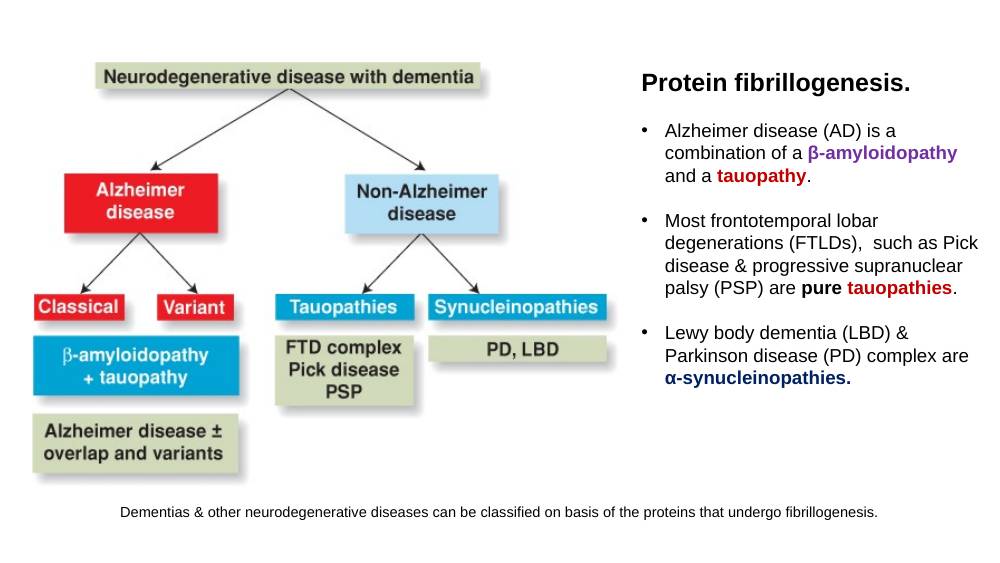 Neurodegenerative disease with dementia
Alzheimer
disease
Non-Alzheimer
disease
Classical
Variant
Tauopathies
Synucleinopathies
β-amyloidopathy
+ tauopathy
FTD complex
Pick disease
PSP
PD, LBD
Alzheimer disease ±
overlap and variants
Protein fibrillogenesis.
• Alzheimer disease (AD) is a
combination of a β-amyloidopathy
and a tauopathy.
• Most frontotemporal lobar
degenerations (FTLDs),  such as Pick
disease & progressive supranuclear
palsy (PSP) are pure tauopathies.
• Lewy body dementia (LBD) &
Parkinson disease (PD) complex are
α-synucleinopathies.
Dementias & other neurodegenerative diseases can be classified on basis of the proteins that undergo fibrillogenesis.